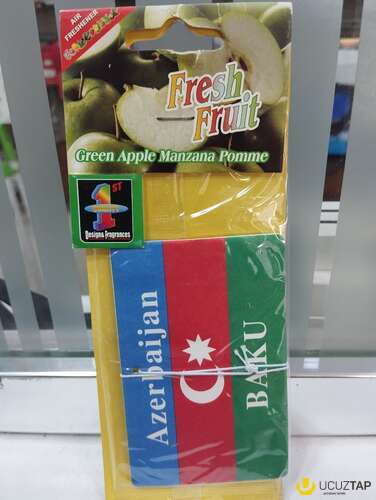 AIR
FRESHENER
Fresh
Fruit
Green Apple Manzana Pomme
1ST
Designs & Fragrances
Azerbaijan
BAKU
UCUZTAP